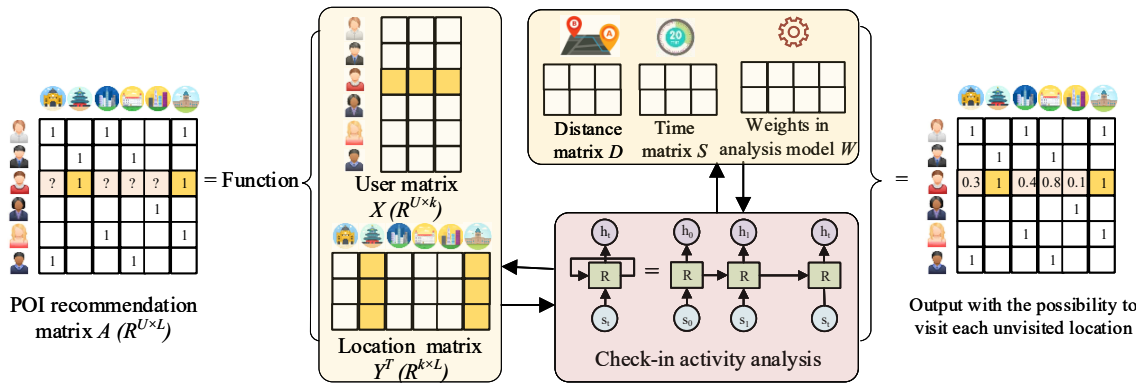 1 1 1
1 1
? 1 ? ? ? 1
1
1 1
1 1
POI recommendation
matrix A (R^{U×L})
= Function
User matrix
X (R^{U×k})
Location matrix
Y^T (R^{k×L})
B A
20
Distance
matrix D
Time
matrix S
Weights in
analysis model W
h_t h_0 h_1 h_t
R = R R R
s_t s_0 s_1 s_t
Check-in activity analysis
=
1 1 1
1 1
0.3 1 0.4 0.8 0.1 1
1
1 1
1 1
Output with the possibility to
visit each unvisited location